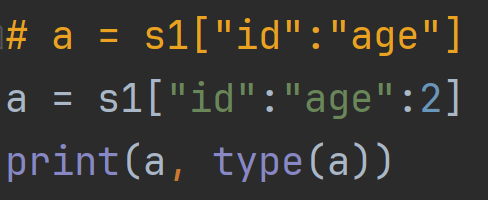 # a = s1["id":"age"]
a = s1["id":"age":2]
print(a, type(a))